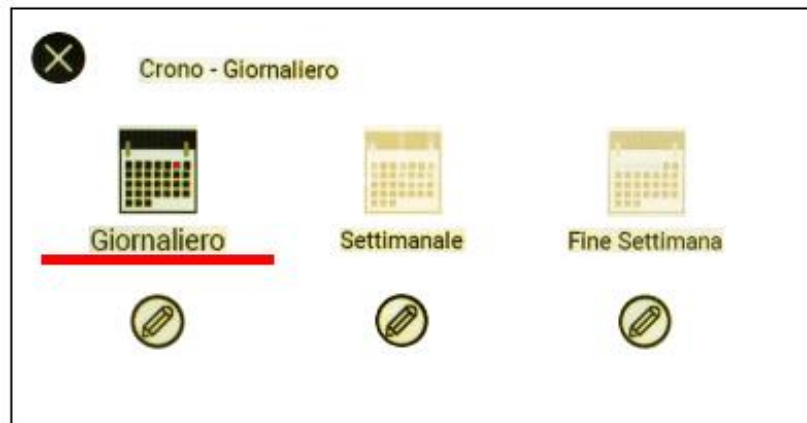 Crono - Giornaliero
Giornaliero
Settimanale
Fine Settimana